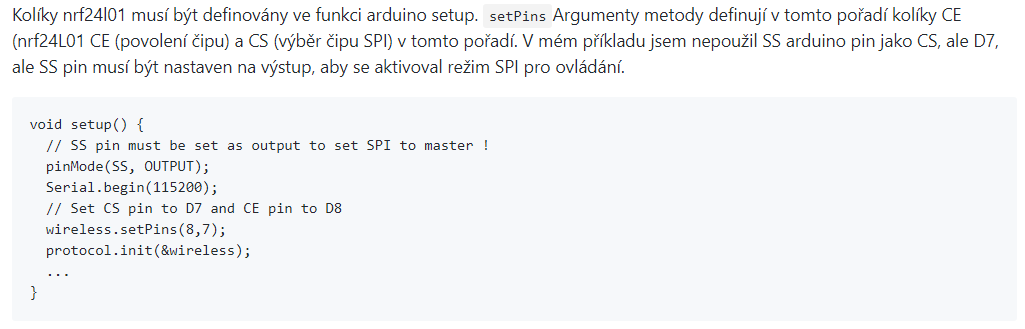 Kolíky nrf24l01 musí být definovány ve funkci arduino setup. setPins Argumenty metody definují v tomto pořadí kolíky CE
(nrf24L01 CE (povolení čipu) a CS (výběr čipu SPI) v tomto pořadí. V mém příkladu jsem nepoužil SS arduino pin jako CS, ale D7,
ale SS pin musí být nastaven na výstup, aby se aktivoval režim SPI pro ovládání.
void setup() {
  // SS pin must be set as output to set SPI to master !
  pinMode(SS, OUTPUT);
  Serial.begin(115200);
  // Set CS pin to D7 and CE pin to D8
  wireless.setPins(8,7);
  protocol.init(&wireless);
  ...
}